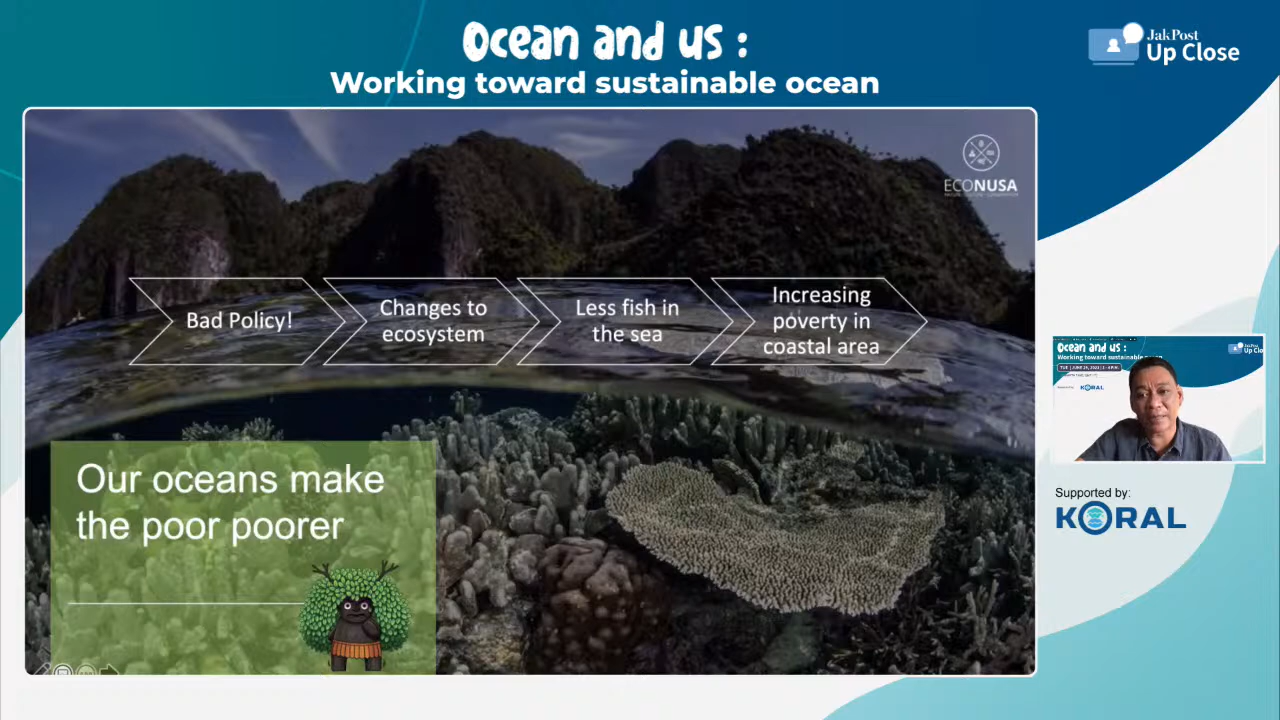 Ocean and us :
Working toward sustainable ocean
JakPost
Up Close
ECONUSA
Bad Policy!
Changes to
ecosystem
Less fish in
the sea
Increasing
poverty in
coastal area
Our oceans make
the poor poorer
Ocean and us :
Working toward sustainable ocean
Supported by:
KORAL
KORAL